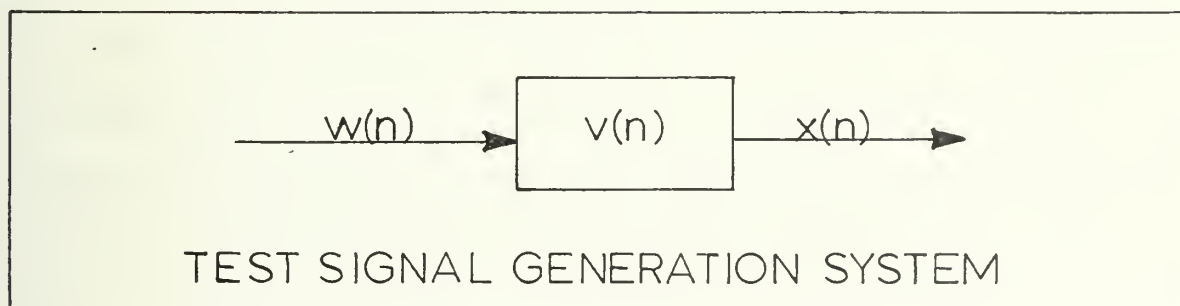 w(n) v(n) x(n)
TEST SIGNAL GENERATION SYSTEM